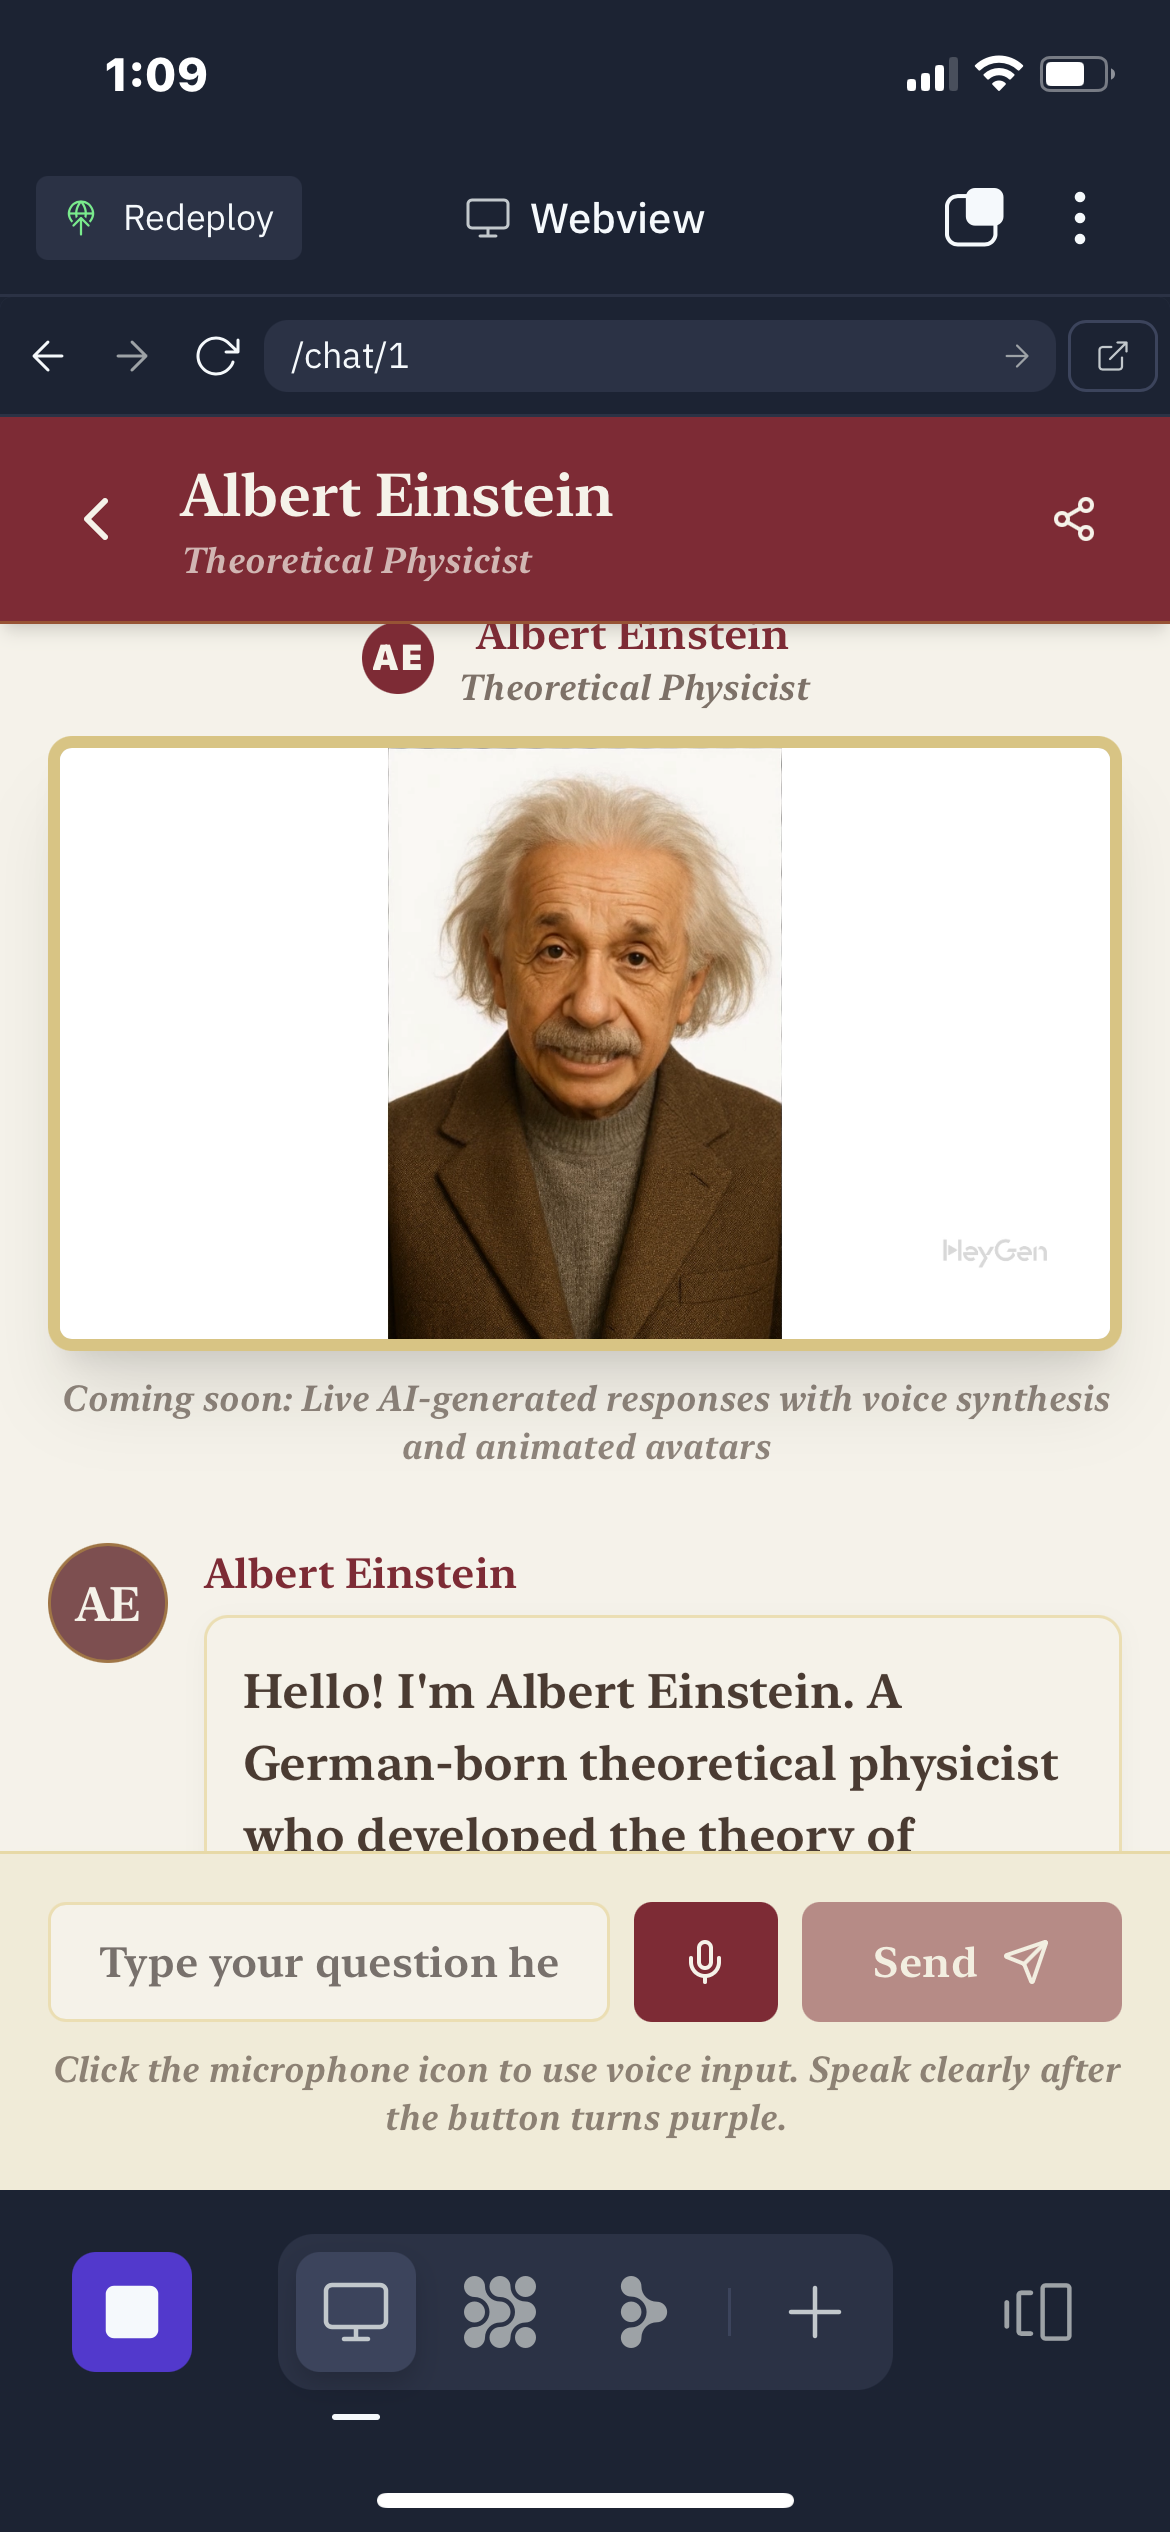 1:09
Redeploy
Webview
/chat/1
Albert Einstein
Theoretical Physicist
AE
Albert Einstein
Theoretical Physicist
HeyGen
Coming soon: Live AI-generated responses with voice synthesis
and animated avatars
AE
Albert Einstein
Hello! I'm Albert Einstein. A
German-born theoretical physicist
who developed the theory of
Type your question he
Send
Click the microphone icon to use voice input. Speak clearly after
the button turns purple.